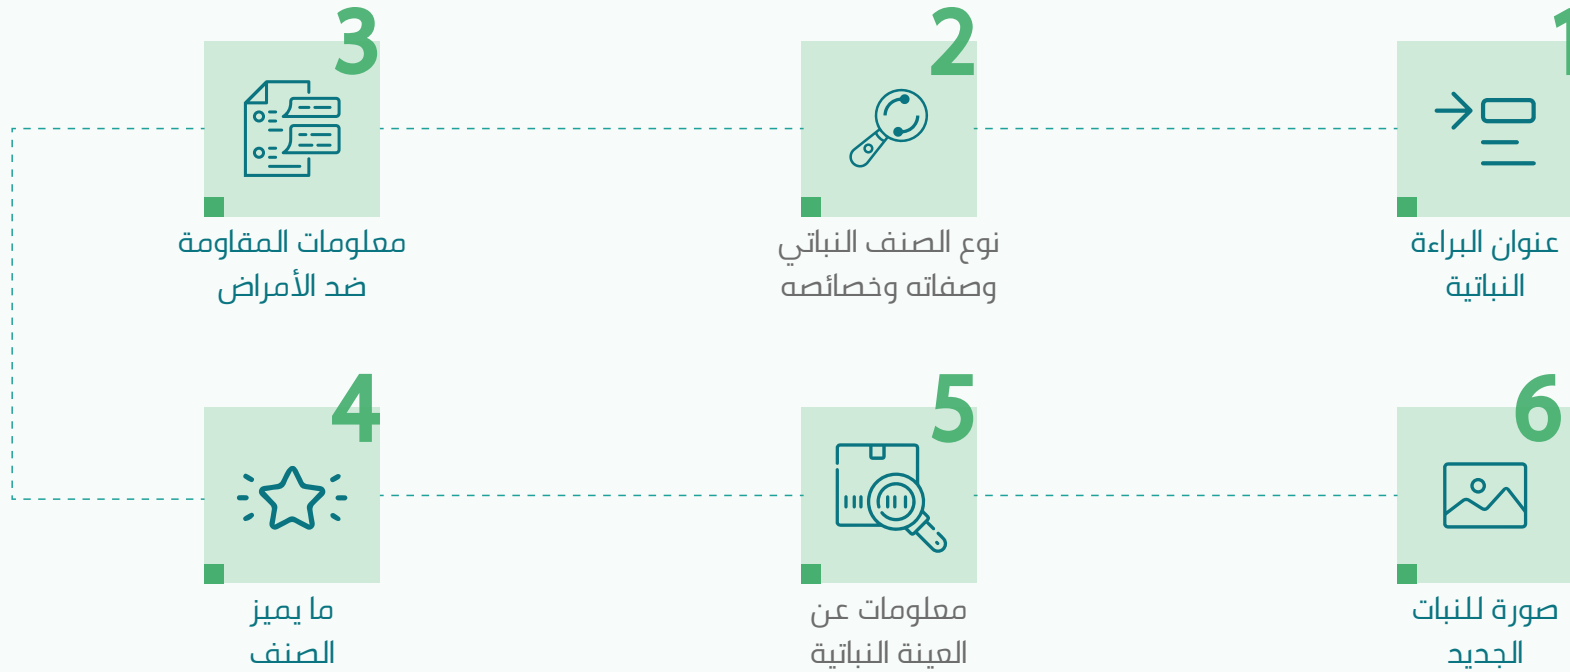 1
عنوان البراءة
النباتية
2
نوع الصنف النباتي
وصفاته وخصائصه
3
معلومات المقاومة
ضد الأمراض
4
ما يميز
الصنف
5
معلومات عن
العينة النباتية
6
صورة للنبات
الجديد